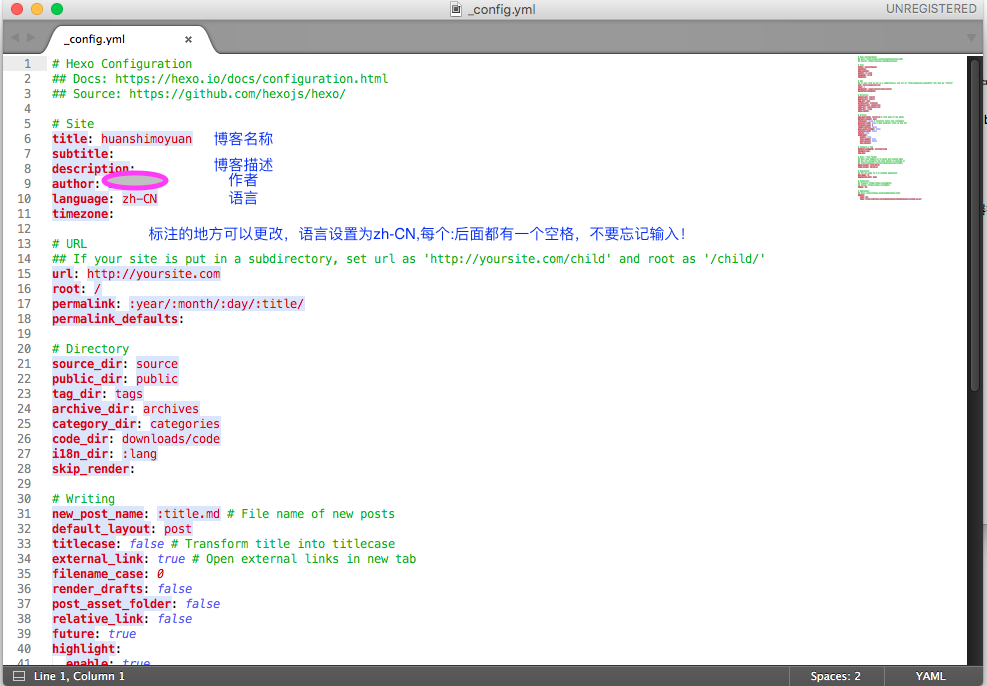 _config.yml
UNREGISTERED
_config.yml ×
1 # Hexo Configuration
2 ## Docs: https://hexo.io/docs/configuration.html
3 ## Source: https://github.com/hexojs/hexo/
4
5 # Site
6 title: huanshimoyuan 博客名称
7 subtitle:
8 description: 博客描述
9 author: 作者
10 language: zh-CN 语言
11 timezone:
12
标注的地方可以更改，语言设置为zh-CN,每个:后面都有一个空格，不要忘记输入！
13 # URL
14 ## If your site is put in a subdirectory, set url as 'http://yoursite.com/child' and root as '/child/'
15 url: http://yoursite.com
16 root: /
17 permalink: :year/:month/:day/:title/
18 permalink_defaults:
19
20 # Directory
21 source_dir: source
22 public_dir: public
23 tag_dir: tags
24 archive_dir: archives
25 category_dir: categories
26 code_dir: downloads/code
27 i18n_dir: :lang
28 skip_render:
29
30 # Writing
31 new_post_name: :title.md # File name of new posts
32 default_layout: post
33 titlecase: false # Transform title into titlecase
34 external_link: true # Open external links in new tab
35 filename_case: 0
36 render_drafts: false
37 post_asset_folder: false
38 relative_link: false
39 future: true
40 highlight:
41 enable: true
Line 1, Column 1
Spaces: 2
YAML